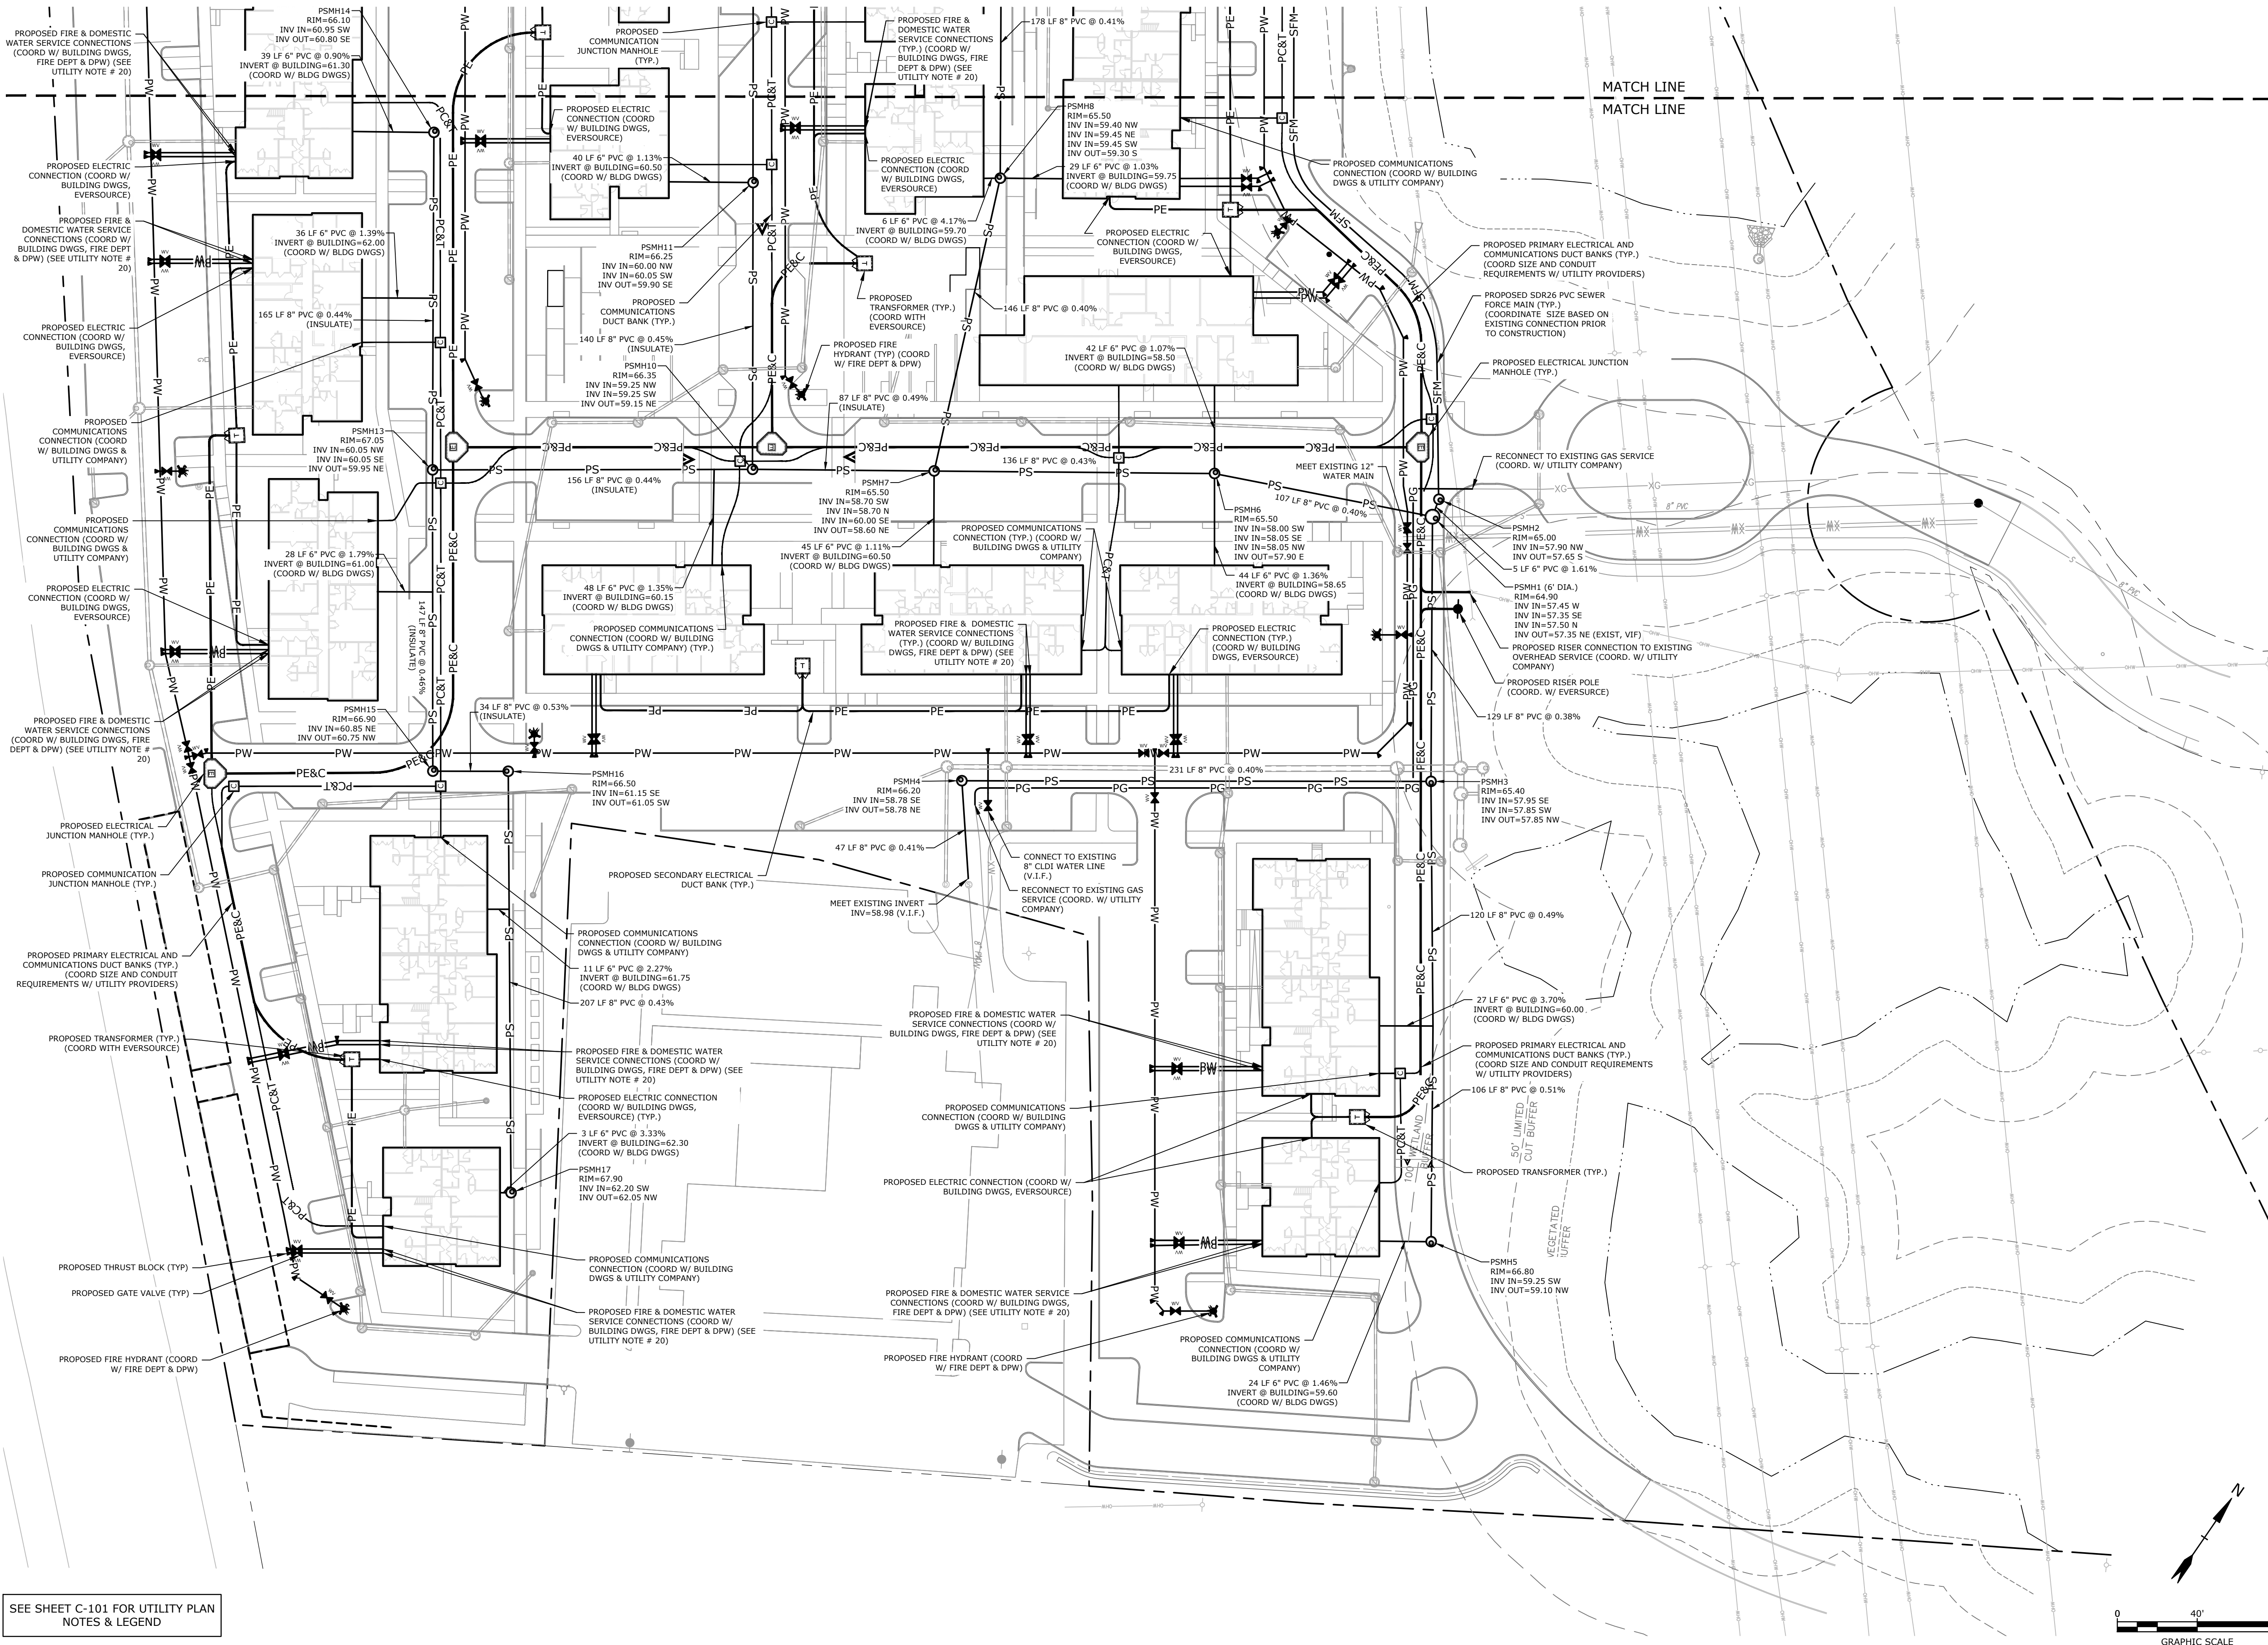 PSMH14
RIM=66.10
INV IN=60.95 SW
INV OUT=60.80 SE
39 LF 6" PVC @ 0.90%
INVERT @ BUILDING=61.30
(COORD W/ BLDG DWGS)
PROPOSED FIRE & DOMESTIC
WATER SERVICE CONNECTIONS
(COORD W/ BUILDING DWGS,
FIRE DEPT & DPW) (SEE
UTILITY NOTE # 20)
PROPOSED
COMMUNICATION
JUNCTION MANHOLE
(TYP.)
PROPOSED FIRE &
DOMESTIC WATER
SERVICE CONNECTIONS
(TYP.) (COORD W/
BUILDING DWGS, FIRE
DEPT & DPW) (SEE
UTILITY NOTE # 20)
178 LF 8" PVC @ 0.41%
MATCH LINE
MATCH LINE
PROPOSED ELECTRIC
CONNECTION (COORD
W/ BUILDING DWGS,
EVERSOURCE)
40 LF 6" PVC @ 1.13%
INVERT @ BUILDING=60.50
(COORD W/ BLDG DWGS)
PROPOSED ELECTRIC
CONNECTION (COORD
W/ BUILDING DWGS,
EVERSOURCE)
PSMH8
RIM=65.50
INV IN=59.40 NW
INV IN=59.45 NE
INV IN=59.45 SW
INV OUT=59.30 S
29 LF 6" PVC @ 1.03%
INVERT @ BUILDING=59.75
(COORD W/ BLDG DWGS)
PROPOSED COMMUNICATIONS
CONNECTION (COORD W/ BUILDING
DWGS & UTILITY COMPANY)
PROPOSED ELECTRIC
CONNECTION (COORD W/
BUILDING DWGS,
EVERSOURCE)
PROPOSED FIRE &
DOMESTIC WATER SERVICE
CONNECTIONS (COORD W/
BUILDING DWGS, FIRE DEPT
& DPW) (SEE UTILITY NOTE #
20)
36 LF 6" PVC @ 1.39%
INVERT @ BUILDING=62.00
(COORD W/ BLDG DWGS)
6 LF 6" PVC @ 4.17%
INVERT @ BUILDING=59.70
(COORD W/ BLDG DWGS)
PSMH11
RIM=66.25
INV IN=60.00 NW
INV IN=60.05 SW
INV OUT=59.90 SE
PROPOSED ELECTRIC
CONNECTION (COORD W/
BUILDING DWGS,
EVERSOURCE)
PROPOSED PRIMARY ELECTRICAL AND
COMMUNICATIONS DUCT BANKS (TYP.)
(COORD SIZE AND CONDUIT
REQUIREMENTS W/ UTILITY PROVIDERS)
PROPOSED
COMMUNICATIONS
DUCT BANK (TYP.)
PROPOSED
TRANSFORMER (TYP.)
(COORD WITH
EVERSOURCE)
146 LF 8" PVC @ 0.40%
PROPOSED SDR26 PVC SEWER
FORCE MAIN (TYP.)
(COORDINATE SIZE BASED ON
EXISTING CONNECTION PRIOR
TO CONSTRUCTION)
165 LF 8" PVC @ 0.44%
(INSULATE)
PROPOSED ELECTRIC
CONNECTION (COORD W/
BUILDING DWGS,
EVERSOURCE)
140 LF 8" PVC @ 0.45%
(INSULATE)
PROPOSED FIRE
HYDRANT (TYP) (COORD
W/ FIRE DEPT & DPW)
42 LF 6" PVC @ 1.07%
INVERT @ BUILDING=58.50
(COORD W/ BLDG DWGS)
PROPOSED ELECTRICAL JUNCTION
MANHOLE (TYP.)
PSMH10
RIM=66.35
INV IN=59.25 NW
INV IN=59.25 SW
INV OUT=59.15 NE
87 LF 8" PVC @ 0.49%
(INSULATE)
PROPOSED
COMMUNICATIONS
CONNECTION (COORD
W/ BUILDING DWGS &
UTILITY COMPANY)
PSMH13
RIM=67.05
INV IN=60.05 NW
INV IN=60.05 SE
INV OUT=59.95 NE
156 LF 8" PVC @ 0.44%
(INSULATE)
136 LF 8" PVC @ 0.43%
MEET EXISTING 12"
WATER MAIN
RECONNECT TO EXISTING GAS SERVICE
(COORD. W/ UTILITY COMPANY)
107 LF 8" PVC @ 0.40%
PSMH7
RIM=65.50
INV IN=58.70 SW
INV IN=58.70 N
INV IN=60.00 SE
INV OUT=58.60 NE
PSMH6
RIM=65.50
INV IN=58.00 SW
INV IN=58.05 SE
INV IN=58.05 NW
INV OUT=57.90 E
PROPOSED COMMUNICATIONS
CONNECTION (TYP.) (COORD W/
BUILDING DWGS & UTILITY
COMPANY)
PSMH2
RIM=65.00
INV IN=57.90 NW
INV OUT=57.65 S
5 LF 6" PVC @ 1.61%
PROPOSED
COMMUNICATIONS
CONNECTION (COORD W/
BUILDING DWGS &
UTILITY COMPANY)
28 LF 6" PVC @ 1.79%
INVERT @ BUILDING=61.00
(COORD W/ BLDG DWGS)
45 LF 6" PVC @ 1.11%
INVERT @ BUILDING=60.50
(COORD W/ BLDG DWGS)
48 LF 6" PVC @ 1.35%
INVERT @ BUILDING=60.15
(COORD W/ BLDG DWGS)
44 LF 6" PVC @ 1.36%
INVERT @ BUILDING=58.65
(COORD W/ BLDG DWGS)
PSMH1 (6' DIA.)
RIM=64.90
INV IN=57.45 W
INV IN=57.35 SE
INV IN=57.50 N
INV OUT=57.35 NE (EXIST, VIF)
PROPOSED RISER CONNECTION TO EXISTING
OVERHEAD SERVICE (COORD. W/ UTILITY
COMPANY)
PROPOSED RISER POLE
(COORD. W/ EVERSURCE)
PROPOSED ELECTRIC
CONNECTION (COORD W/
BUILDING DWGS,
EVERSOURCE)
147 LF 8" PVC @ 0.46%
(INSULATE)
PROPOSED COMMUNICATIONS
CONNECTION (COORD W/ BUILDING
DWGS & UTILITY COMPANY) (TYP.)
PROPOSED FIRE & DOMESTIC
WATER SERVICE CONNECTIONS
(TYP.) (COORD W/ BUILDING
DWGS, FIRE DEPT & DPW) (SEE
UTILITY NOTE # 20)
PROPOSED ELECTRIC
CONNECTION (TYP.)
(COORD W/ BUILDING
DWGS, EVERSOURCE)
129 LF 8" PVC @ 0.38%
PSMH15
RIM=66.90
INV IN=60.85 NE
INV OUT=60.75 NW
34 LF 8" PVC @ 0.53%
(INSULATE)
PROPOSED FIRE & DOMESTIC
WATER SERVICE CONNECTIONS
(COORD W/ BUILDING DWGS, FIRE
DEPT & DPW) (SEE UTILITY NOTE #
20)
PSMH16
RIM=66.50
INV IN=61.15 SE
INV OUT=61.05 SW
PSMH4
RIM=66.20
INV IN=58.78 SE
INV OUT=58.78 NE
231 LF 8" PVC @ 0.40%
PSMH3
RIM=65.40
INV IN=57.95 SE
INV IN=57.85 SW
INV OUT=57.85 NW
PROPOSED ELECTRICAL
JUNCTION MANHOLE (TYP.)
47 LF 8" PVC @ 0.41%
CONNECT TO EXISTING
8" CLDI WATER LINE
(V.I.F.)
PROPOSED COMMUNICATION
JUNCTION MANHOLE (TYP.)
PROPOSED SECONDARY ELECTRICAL
DUCT BANK (TYP.)
RECONNECT TO EXISTING GAS
SERVICE (COORD. W/ UTILITY
COMPANY)
MEET EXISTING INVERT
INV=58.98 (V.I.F.)
120 LF 8" PVC @ 0.49%
PROPOSED COMMUNICATIONS
CONNECTION (COORD W/ BUILDING
DWGS & UTILITY COMPANY)
11 LF 6" PVC @ 2.27%
INVERT @ BUILDING=61.75
(COORD W/ BLDG DWGS)
207 LF 8" PVC @ 0.43%
PROPOSED PRIMARY ELECTRICAL AND
COMMUNICATIONS DUCT BANKS (TYP.)
(COORD SIZE AND CONDUIT
REQUIREMENTS W/ UTILITY PROVIDERS)
27 LF 6" PVC @ 3.70%
INVERT @ BUILDING=60.00
(COORD W/ BLDG DWGS)
PROPOSED FIRE & DOMESTIC WATER
SERVICE CONNECTIONS (COORD W/
BUILDING DWGS, FIRE DEPT & DPW) (SEE
UTILITY NOTE # 20)
PROPOSED TRANSFORMER (TYP.)
(COORD WITH EVERSOURCE)
PROPOSED FIRE & DOMESTIC WATER
SERVICE CONNECTIONS (COORD W/
BUILDING DWGS, FIRE DEPT & DPW) (SEE
UTILITY NOTE # 20)
PROPOSED PRIMARY ELECTRICAL AND
COMMUNICATIONS DUCT BANKS (TYP.)
(COORD SIZE AND CONDUIT REQUIREMENTS
W/ UTILITY PROVIDERS)
106 LF 8" PVC @ 0.51%
PROPOSED ELECTRIC CONNECTION
(COORD W/ BUILDING DWGS,
EVERSOURCE) (TYP.)
PROPOSED COMMUNICATIONS
CONNECTION (COORD W/ BUILDING
DWGS & UTILITY COMPANY)
3 LF 6" PVC @ 3.33%
INVERT @ BUILDING=62.30
(COORD W/ BLDG DWGS)
PSMH17
RIM=67.90
INV IN=62.20 SW
INV OUT=62.05 NW
50' LIMITED
CUT BUFFER
100' WETLAND
BUFFER
PROPOSED TRANSFORMER (TYP.)
PROPOSED ELECTRIC CONNECTION (COORD W/
BUILDING DWGS, EVERSOURCE)
VEGETATED
PROPOSED THRUST BLOCK (TYP)
PROPOSED GATE VALVE (TYP)
PROPOSED COMMUNICATIONS
CONNECTION (COORD W/ BUILDING
DWGS & UTILITY COMPANY)
PSMH5
RIM=66.80
INV IN=59.25 SW
INV OUT=59.10 NW
PROPOSED FIRE & DOMESTIC WATER SERVICE
CONNECTIONS (COORD W/ BUILDING DWGS,
FIRE DEPT & DPW) (SEE UTILITY NOTE # 20)
PROPOSED FIRE & DOMESTIC WATER
SERVICE CONNECTIONS (COORD W/
BUILDING DWGS, FIRE DEPT & DPW) (SEE
UTILITY NOTE # 20)
PROPOSED FIRE HYDRANT (COORD
W/ FIRE DEPT & DPW)
PROPOSED FIRE HYDRANT (COORD
W/ FIRE DEPT & DPW)
PROPOSED COMMUNICATIONS
CONNECTION (COORD W/
BUILDING DWGS & UTILITY
COMPANY)
24 LF 6" PVC @ 1.46%
INVERT @ BUILDING=59.60
(COORD W/ BLDG DWGS)
N
SEE SHEET C-101 FOR UTILITY PLAN
NOTES & LEGEND
0 40'
GRAPHIC SCALE